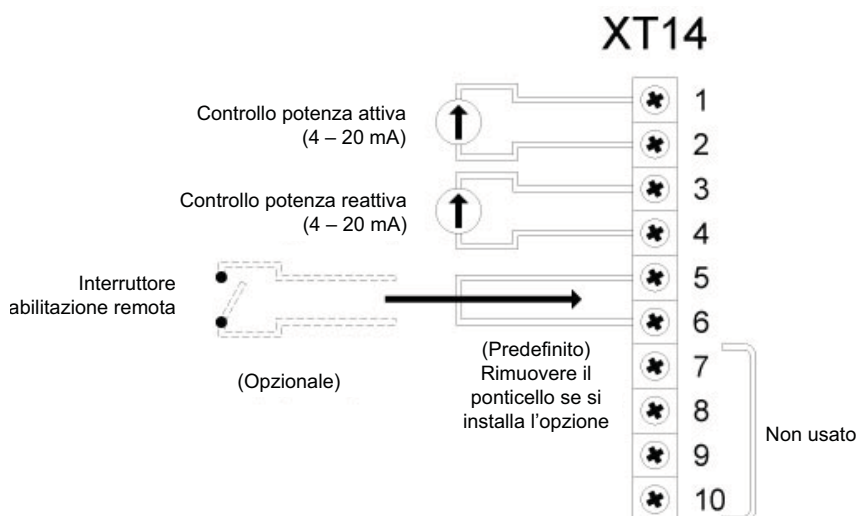 XT14
Controllo potenza attiva
(4 – 20 mA)
1
2
Controllo potenza reattiva
(4 – 20 mA)
3
4
Interruttore
abilitazione remota
(Opzionale)
5
6
(Predefinito)
Rimuovere il
ponticello se si
installa l’opzione
7
8
9
10
Non usato